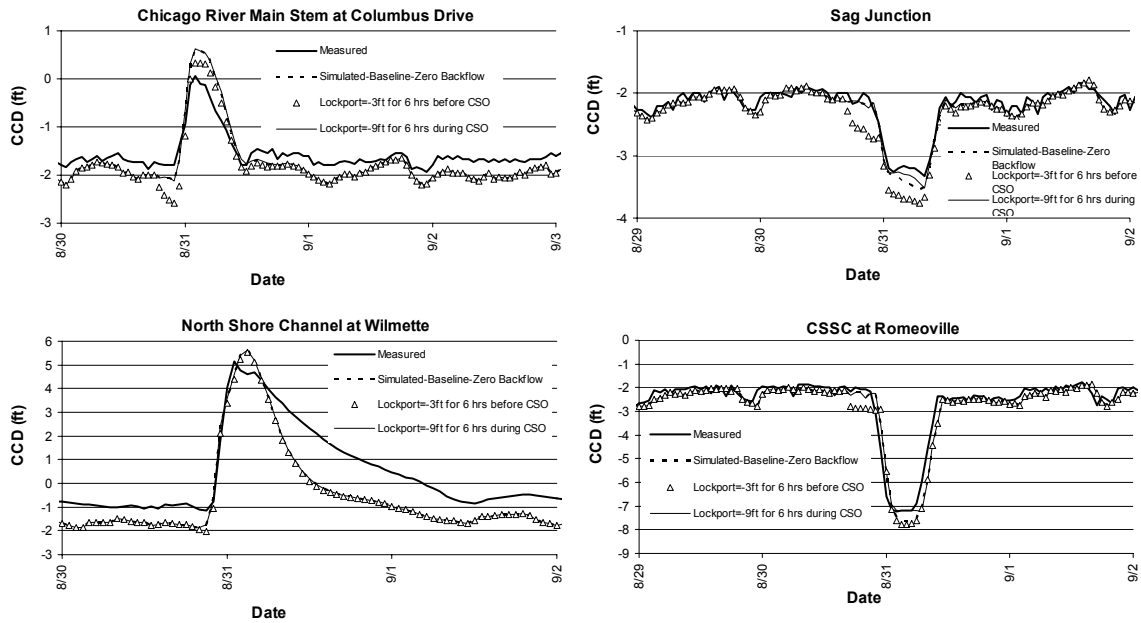 Chicago River Main Stem at Columbus Drive
CCD (ft)
1
0
-1
-2
-3
Measured
Simulated-Baseline-Zero Backflow
Lockport=-3ft for 6 hrs before CSO
Lockport=-9ft for 6 hrs during CSO
8/30
8/31
9/1
9/2
9/3
Date
Sag Junction
CCD (ft)
-1
-2
-3
-4
Measured
Simulated-Baseline-Zero
Backflow
Lockport=-3ft for 6 hrs before
CSO
Lockport=-9ft for 6 hrs during
CSO
8/29
8/30
8/31
9/1
9/2
Date
North Shore Channel at Wilmette
CCD (ft)
6
5
4
3
2
1
0
-1
-2
-3
Measured
Simulated-Baseline-Zero Backflow
Lockport=-3ft for 6 hrs before CSO
Lockport=-9ft for 6 hrs during CSO
8/30
8/31
9/1
9/2
Date
CSSC at Romeoville
CCD (ft)
0
-1
-2
-3
-4
-5
-6
-7
-8
-9
Measured
Simulated-Baseline-Zero Backflow
Lockport=-3ft for 6 hrs before CSO
Lockport=-9ft for 6 hrs during CSO
8/29
8/30
8/31
9/1
9/2
Date